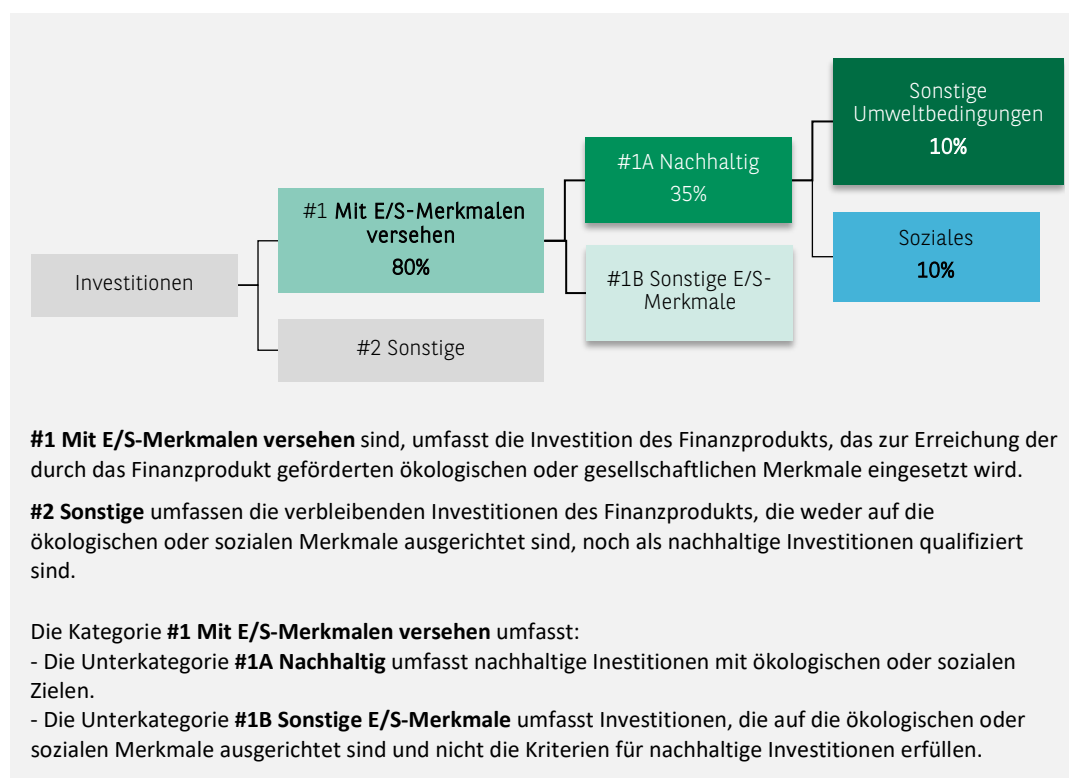 Sonstige
Umweltbedingungen
10%
#1A Nachhaltig
35%
#1 Mit E/S-Merkmalen
versehen
80%
Soziales
10%
Investitionen
#1B Sonstige E/S-
Merkmale
#2 Sonstige
#1 Mit E/S-Merkmalen versehen sind, umfasst die Investition des Finanzprodukts, das zur Erreichung der
durch das Finanzprodukt geförderten ökologischen oder gesellschaftlichen Merkmale eingesetzt wird.
#2 Sonstige umfassen die verbleibenden Investitionen des Finanzprodukts, die weder auf die
ökologischen oder sozialen Merkmale ausgerichtet sind, noch als nachhaltige Investitionen qualifiziert
sind.
Die Kategorie #1 Mit E/S-Merkmalen versehen umfasst:
- Die Unterkategorie #1A Nachhaltig umfasst nachhaltige Inestitionen mit ökologischen oder sozialen
Zielen.
- Die Unterkategorie #1B Sonstige E/S-Merkmale umfasst Investitionen, die auf die ökologischen oder
sozialen Merkmale ausgerichtet sind und nicht die Kriterien für nachhaltige Investitionen erfüllen.